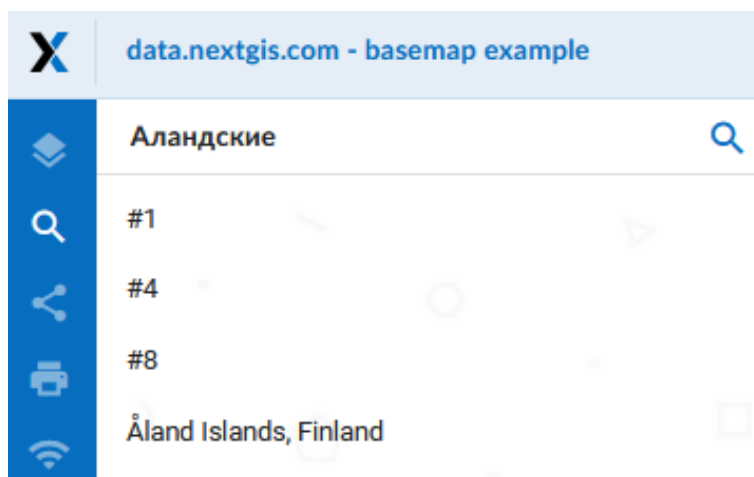 data.nextgis.com - basemap example
Аландские
#1
#4
#8
Åland Islands, Finland